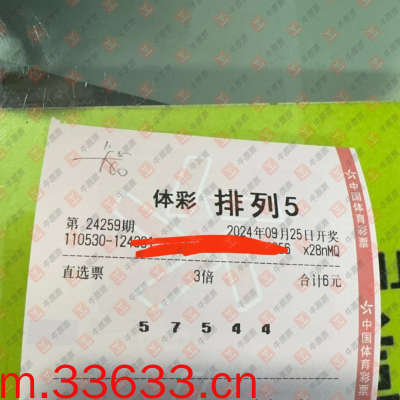 体彩 排列5
第 24259期 2024年09月25日开奖
110530-124 x28nMQ
直选票 3倍 合计6元
5 7 5 4 4
中国体育彩票
中国体育彩票
m.33633.cn